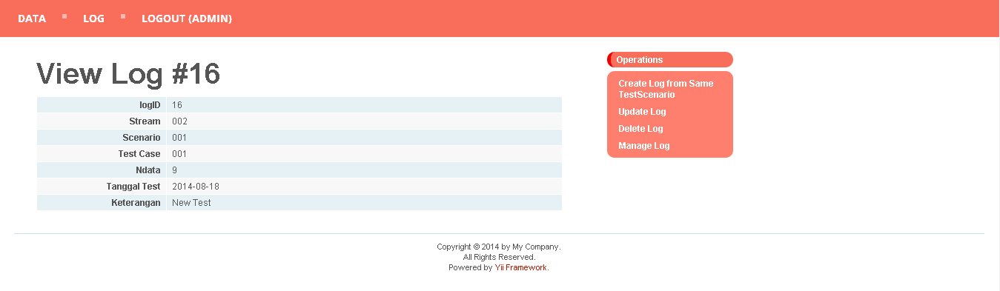 DATA LOG LOGOUT (ADMIN)
View Log #16
logID 16
Stream 002
Scenario 001
Test Case 001
Ndata 9
Tanggal Test 2014-08-18
Keterangan New Test
Operations
Create Log from Same
TestScenario
Update Log
Delete Log
Manage Log
Copyright © 2014 by My Company.
All Rights Reserved.
Powered by Yii Framework.